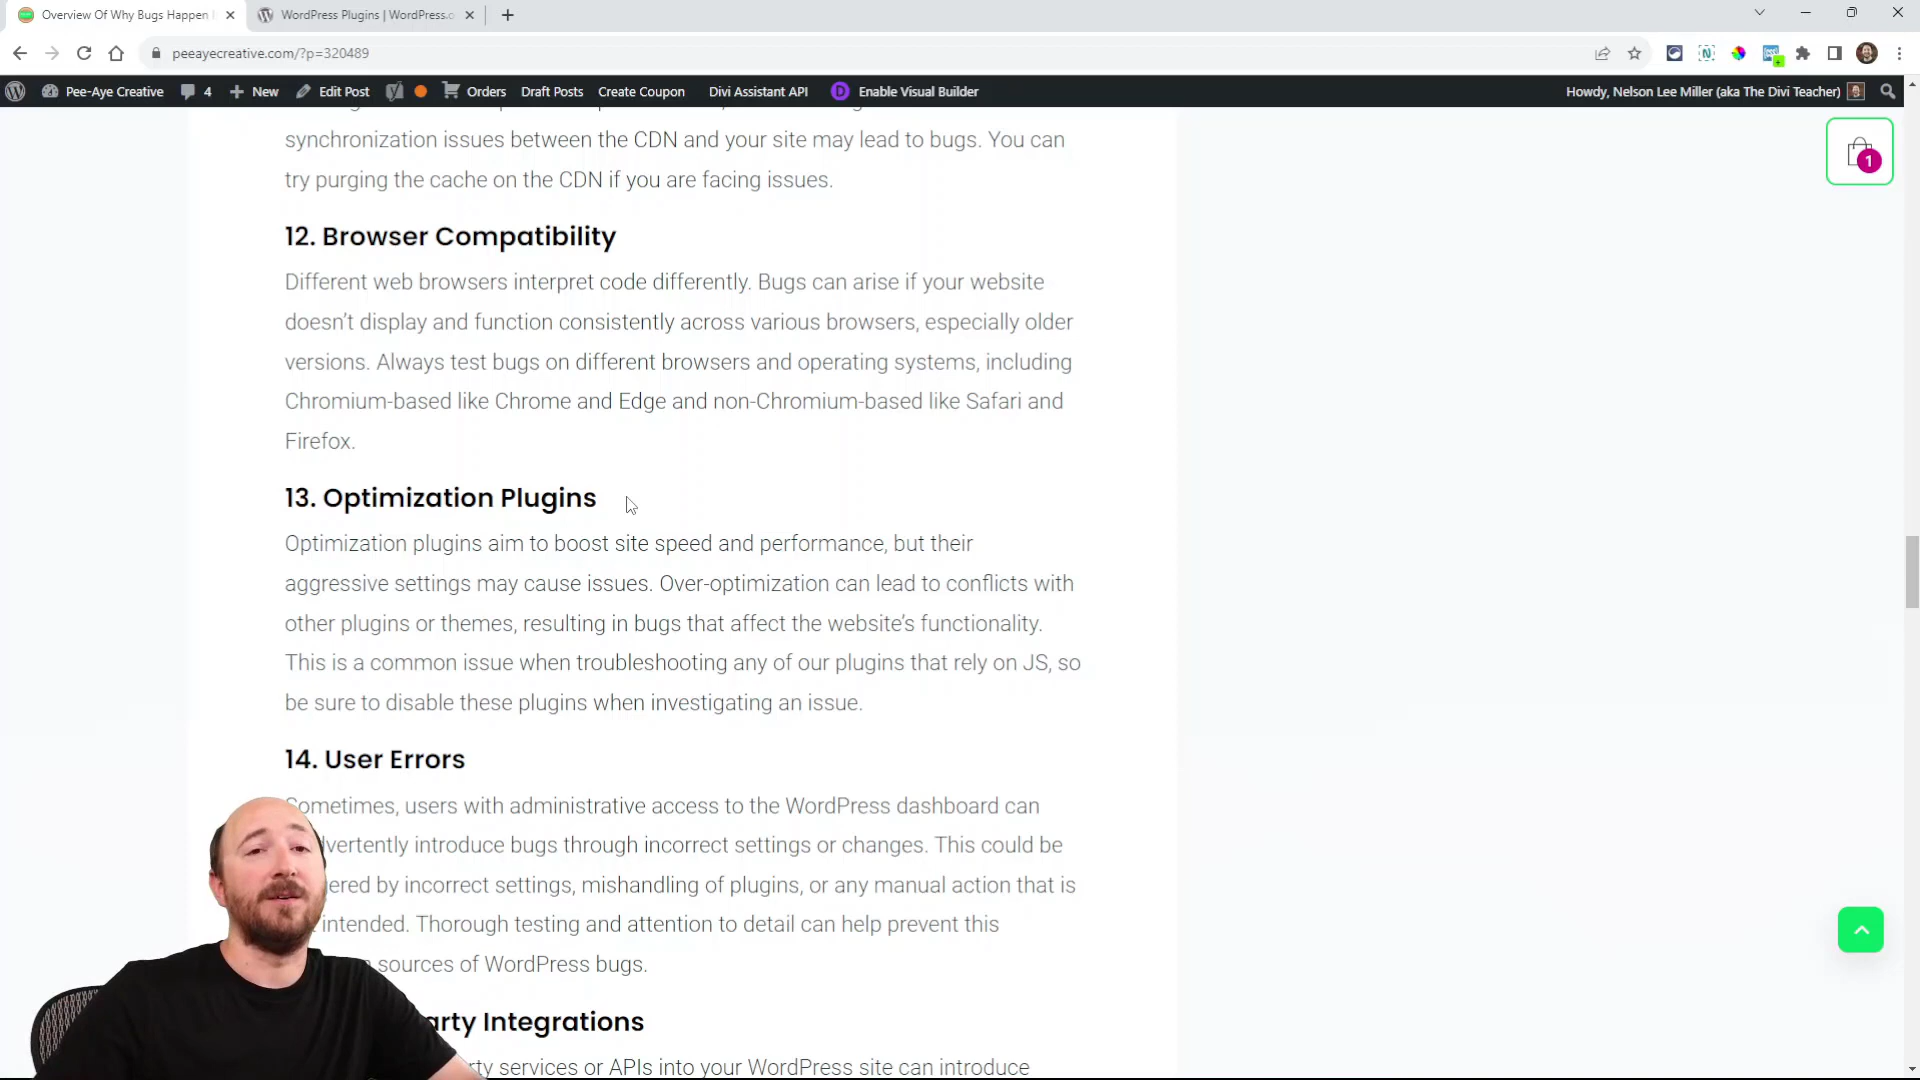 Overview Of Why Bugs Happen
WordPress Plugins | WordPress.o
peeayecreative.com/?p=320489
Pee-Aye Creative
4
New
Edit Post
Orders
Draft Posts
Create Coupon
Divi Assistant API
D
Enable Visual Builder
Howdy, Nelson Lee Miller (aka The Divi Teacher)
1
synchronization issues between the CDN and your site may lead to bugs. You can
try purging the cache on the CDN if you are facing issues.
12. Browser Compatibility
Different web browsers interpret code differently. Bugs can arise if your website
doesn’t display and function consistently across various browsers, especially older
versions. Always test bugs on different browsers and operating systems, including
Chromium-based like Chrome and Edge and non-Chromium-based like Safari and
Firefox.
13. Optimization Plugins
Optimization plugins aim to boost site speed and performance, but their
aggressive settings may cause issues. Over-optimization can lead to conflicts with
other plugins or themes, resulting in bugs that affect the website’s functionality.
This is a common issue when troubleshooting any of our plugins that rely on JS, so
be sure to disable these plugins when investigating an issue.
14. User Errors
Sometimes, users with administrative access to the WordPress dashboard can
dvertently introduce bugs through incorrect settings or changes. This could be
ered by incorrect settings, mishandling of plugins, or any manual action that is
intended. Thorough testing and attention to detail can help prevent this
sources of WordPress bugs.
arty Integrations
rty services or APIs into your WordPress site can introduce